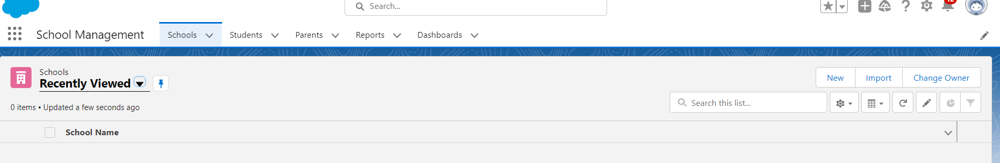 Search...
School Management
Schools
Students
Parents
Reports
Dashboards
Schools
Recently Viewed
New
Import
Change Owner
0 items • Updated a few seconds ago
Search this list...
School Name